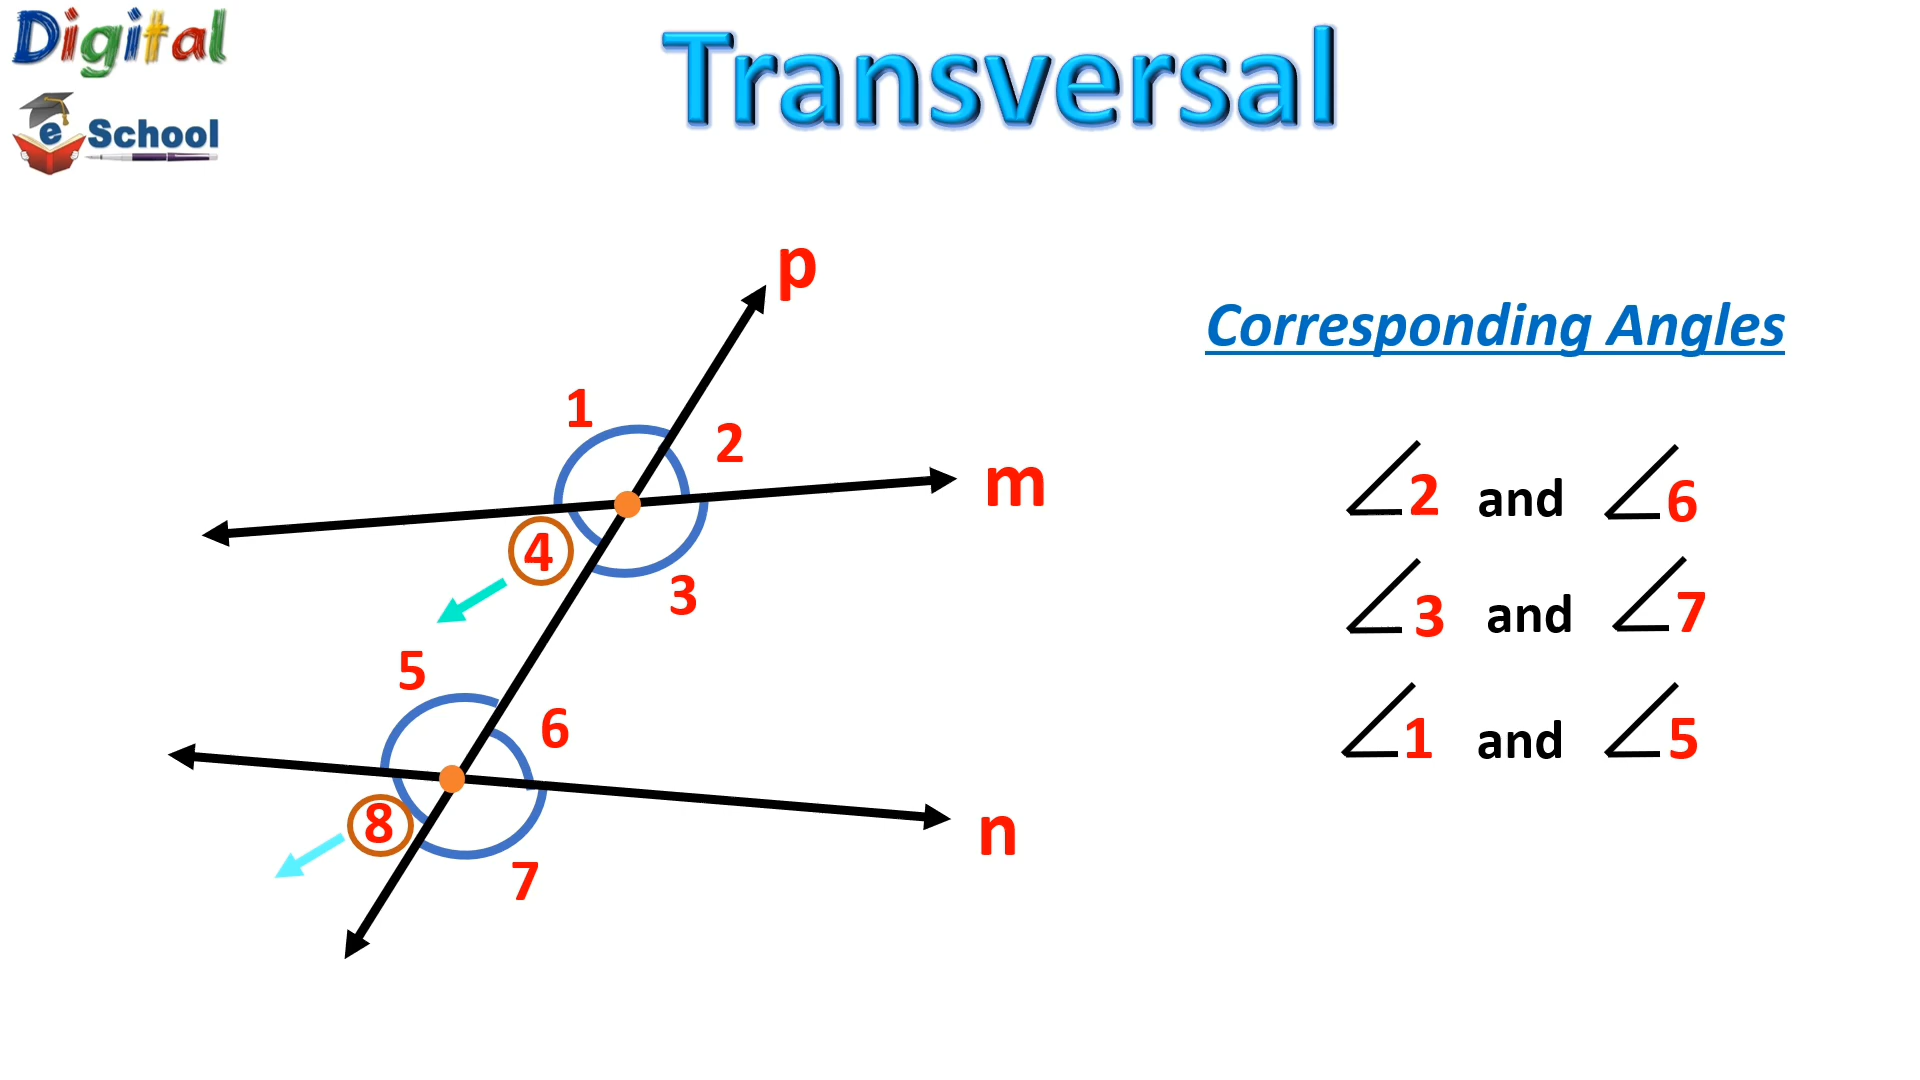 Digital
e School
Transversal
p
1
2
m
4
3
5
6
8
n
7
Corresponding Angles
∠2 and ∠6
∠3 and ∠7
∠1 and ∠5